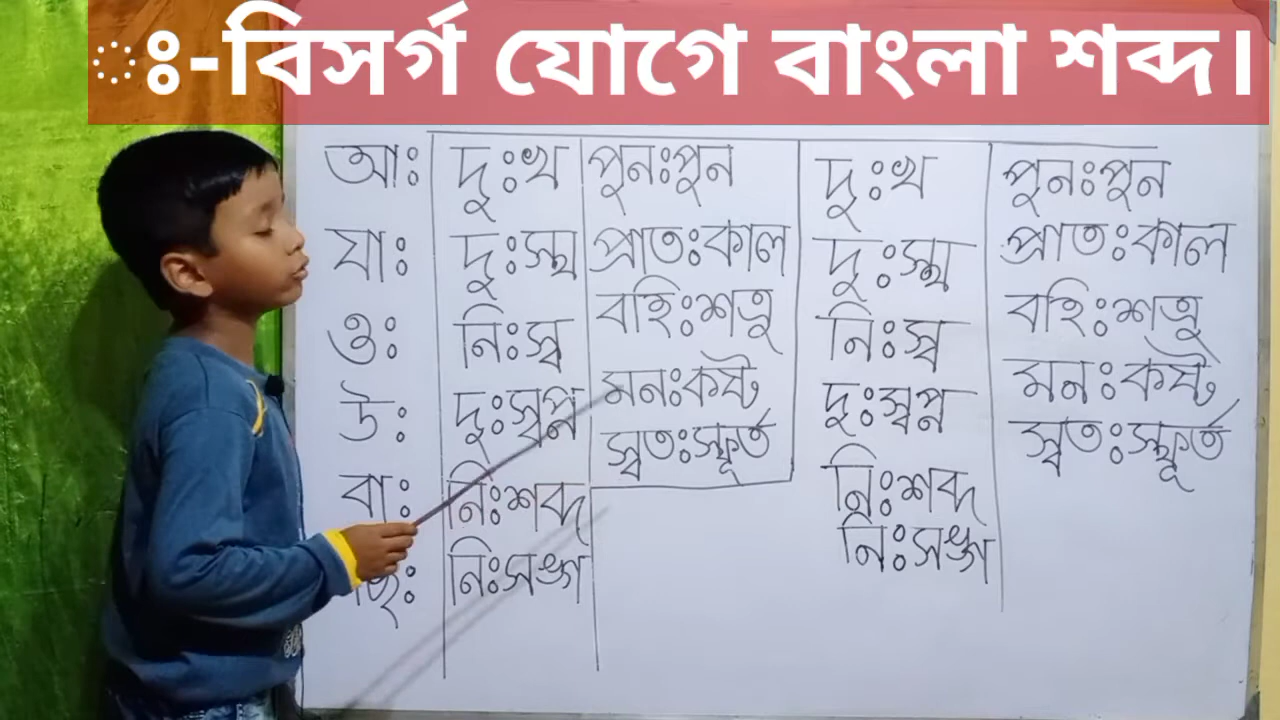 ঃ-বিসর্গ যোগে বাংলা শব্দ।
আঃ দুঃখ পুনঃপুন দুঃখ পুনঃপুন
যাঃ দুঃস্থ প্রাতঃকাল দুঃস্থ প্রাতঃকাল
ওঃ নিঃস্ব বহিঃশত্রু নিঃস্ব বহিঃশত্রু
উঃ দুঃস্বপ্ন মনঃকষ্ট দুঃস্বপ্ন মনঃকষ্ট
বাঃ নিঃশব্দ স্বতঃস্ফূর্ত নিঃশব্দ স্বতঃস্ফূর্ত
ছিঃ নিঃসঙ্গ নিঃসঙ্গ